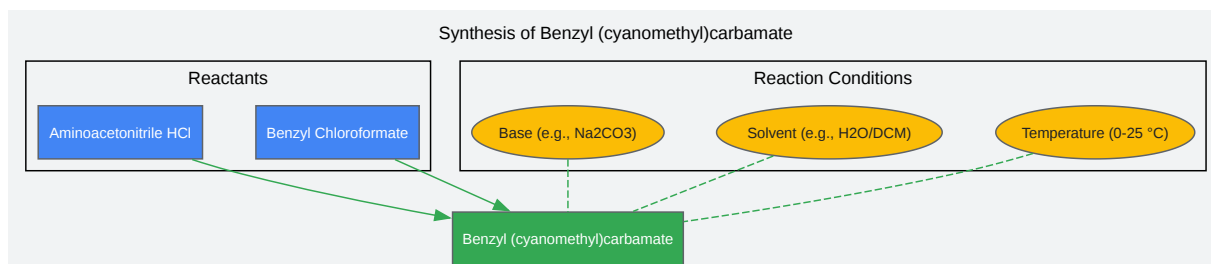 Synthesis of Benzyl (cyanomethyl)carbamate
Reactants
Reaction Conditions
Aminoacetonitrile HCl
Benzyl Chloroformate
Base (e.g., Na2CO3)
Solvent (e.g., H2O/DCM)
Temperature (0-25 °C)
Benzyl (cyanomethyl)carbamate